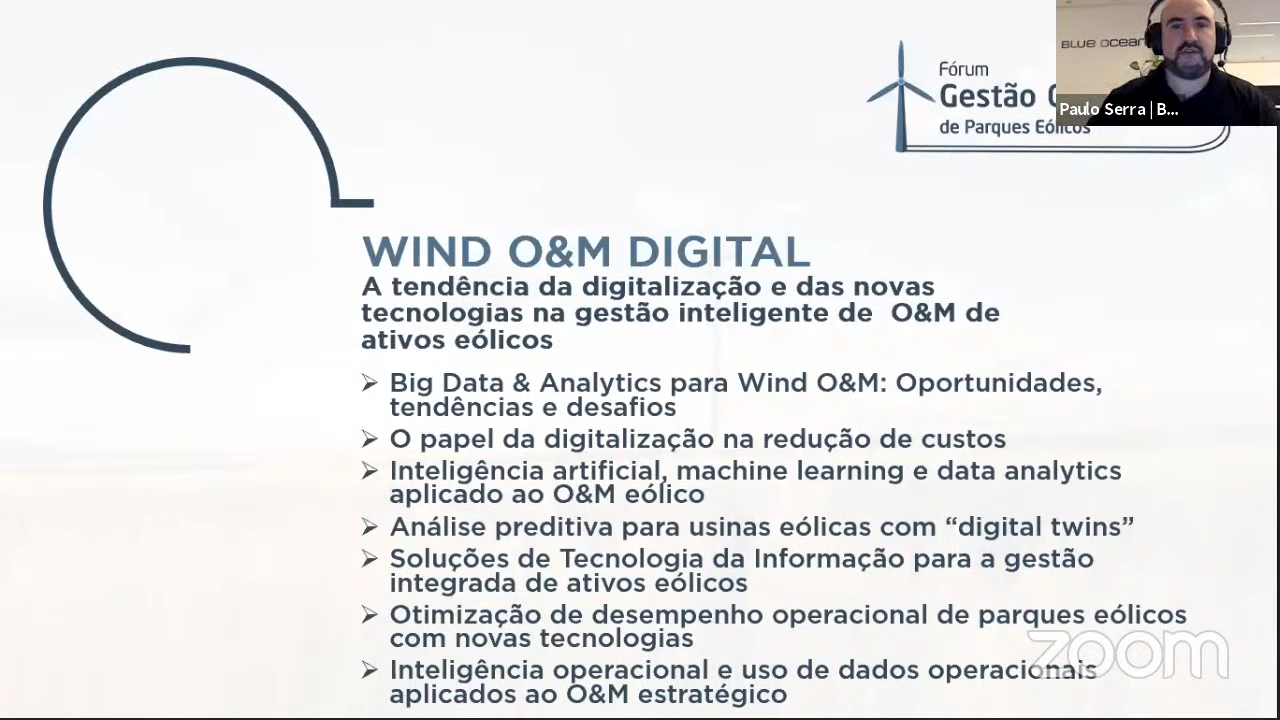 BLUE OCEAN
Fórum
Gestão
Paulo Serra | B...
de Parques Eólicos
WIND O&M DIGITAL
A tendência da digitalização e das novas
tecnologias na gestão inteligente de O&M de
ativos eólicos
➢ Big Data & Analytics para Wind O&M: Oportunidades,
tendências e desafios
➢ O papel da digitalização na redução de custos
➢ Inteligência artificial, machine learning e data analytics
aplicado ao O&M eólico
➢ Análise preditiva para usinas eólicas com “digital twins”
➢ Soluções de Tecnologia da Informação para a gestão
integrada de ativos eólicos
➢ Otimização de desempenho operacional de parques eólicos
com novas tecnologias
zoom
➢ Inteligência operacional e uso de dados operacionais
aplicados ao O&M estratégico